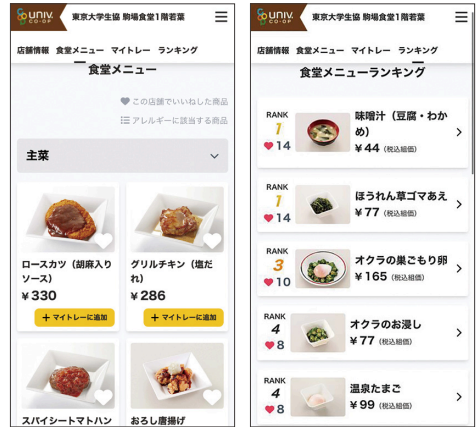 UNIV.
CO-OP
東京大学生協 駒場食堂1階若葉
店舗情報 食堂メニュー マイトレー ランキング
食堂メニュー
この店舗でいいねした商品
アレルギーに該当する商品
主菜
ロースカツ（胡麻入り
ソース）
¥330
＋ マイトレーに追加
グリルチキン（塩だ
れ）
¥286
＋ マイトレーに追加
スパイシートマトハン
おろし唐揚げ
UNIV.
CO-OP
東京大学生協 駒場食堂1階若葉
店舗情報 食堂メニュー マイトレー ランキング
食堂メニューランキング
RANK
1
14
味噌汁（豆腐・わか
め）
¥44（税込組価）
RANK
1
14
ほうれん草ゴマあえ
¥77（税込組価）
RANK
3
10
オクラの巣ごもり卵
¥165（税込組価）
RANK
4
8
オクラのお浸し
¥77（税込組価）
RANK
4
8
温泉たまご
¥99（税込組価）